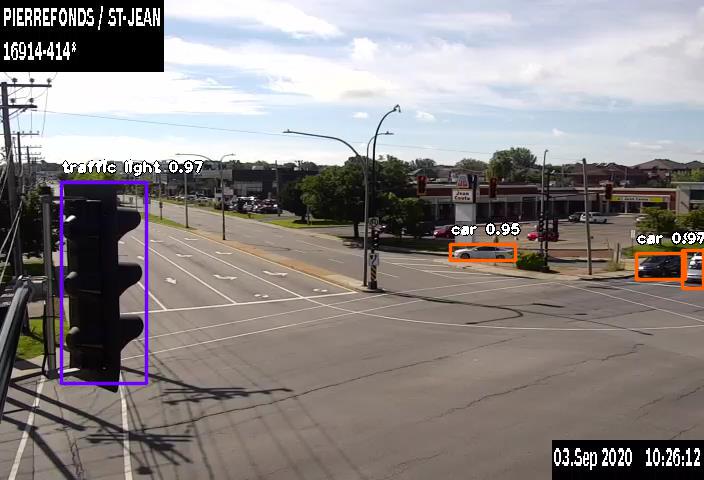 PIERREFONDS / ST-JEAN
16914-414*
traffic light 0.97
car 0.95
car 0.97
Jean
Coutu
03.Sep 2020 10:26:12